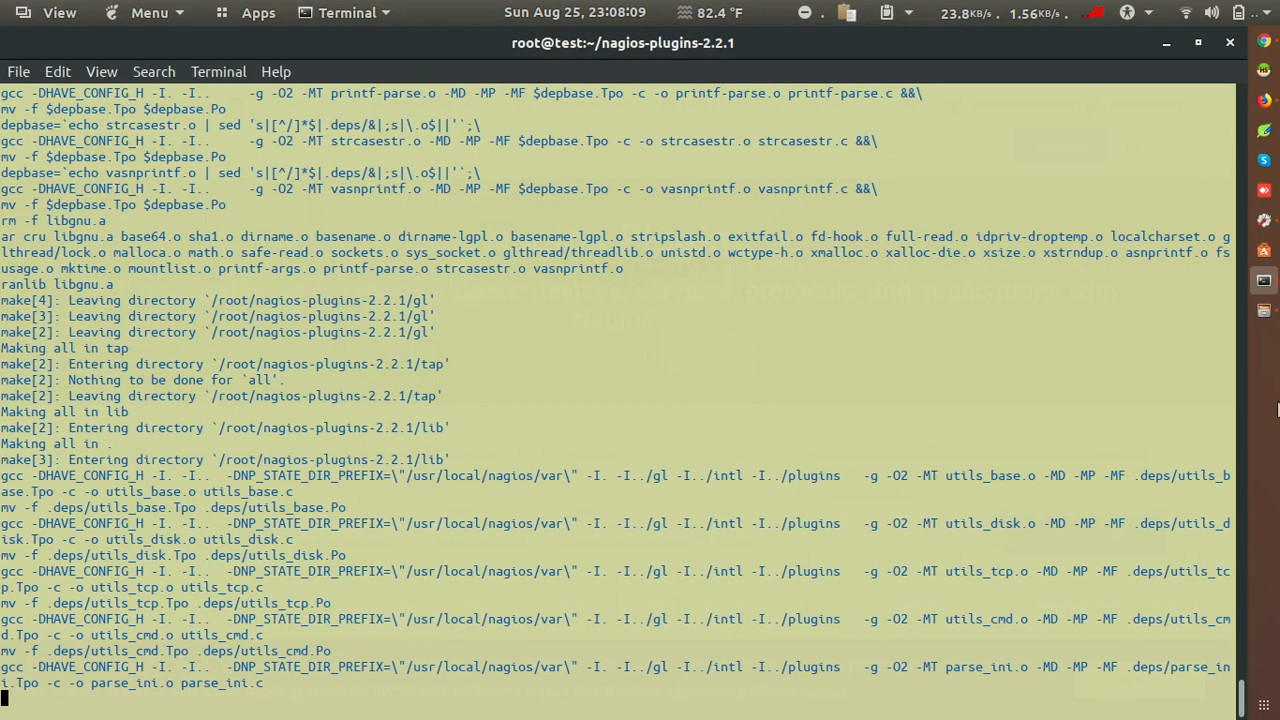 View Menu Apps Terminal Sun Aug 25, 23:08:09 82.4 °F . 23.8KB/s . 1.56KB/s . ..
root@test:~/nagios-plugins-2.2.1
File Edit View Search Terminal Help
gcc -DHAVE_CONFIG_H -I. -I..     -g -O2 -MT printf-parse.o -MD -MP -MF $depbase.Tpo -c -o printf-parse.o printf-parse.c &&\
mv -f $depbase.Tpo $depbase.Po
depbase=`echo strcasestr.o | sed 's|[^/]*$|.deps/&|;s|\.o$||'`;\
gcc -DHAVE_CONFIG_H -I. -I..     -g -O2 -MT strcasestr.o -MD -MP -MF $depbase.Tpo -c -o strcasestr.o strcasestr.c &&\
mv -f $depbase.Tpo $depbase.Po
depbase=`echo vasnprintf.o | sed 's|[^/]*$|.deps/&|;s|\.o$||'`;\
gcc -DHAVE_CONFIG_H -I. -I..     -g -O2 -MT vasnprintf.o -MD -MP -MF $depbase.Tpo -c -o vasnprintf.o vasnprintf.c &&\
mv -f $depbase.Tpo $depbase.Po
rm -f libgnu.a
ar cru libgnu.a base64.o sha1.o dirname.o basename.o dirname-lgpl.o basename-lgpl.o stripslash.o exitfail.o fd-hook.o full-read.o idpriv-droptemp.o localcharset.o g
lthread/lock.o malloca.o math.o safe-read.o sockets.o sys_socket.o glthread/threadlib.o unistd.o wctype-h.o xmalloc.o xalloc-die.o xsize.o xstrndup.o asnprintf.o fs
usage.o mktime.o mountlist.o printf-args.o printf-parse.o strcasestr.o vasnprintf.o
ranlib libgnu.a
make[4]: Leaving directory `/root/nagios-plugins-2.2.1/gl'
make[3]: Leaving directory `/root/nagios-plugins-2.2.1/gl'
make[2]: Leaving directory `/root/nagios-plugins-2.2.1/gl'
Making all in tap
make[2]: Entering directory `/root/nagios-plugins-2.2.1/tap'
make[2]: Nothing to be done for `all'.
make[2]: Leaving directory `/root/nagios-plugins-2.2.1/tap'
Making all in lib
make[2]: Entering directory `/root/nagios-plugins-2.2.1/lib'
Making all in .
make[3]: Entering directory `/root/nagios-plugins-2.2.1/lib'
gcc -DHAVE_CONFIG_H -I. -I..  -DNP_STATE_DIR_PREFIX=\"/usr/local/nagios/var\" -I. -I../gl -I../intl -I../plugins   -g -O2 -MT utils_base.o -MD -MP -MF .deps/utils_b
ase.Tpo -c -o utils_base.o utils_base.c
mv -f .deps/utils_base.Tpo .deps/utils_base.Po
gcc -DHAVE_CONFIG_H -I. -I..  -DNP_STATE_DIR_PREFIX=\"/usr/local/nagios/var\" -I. -I../gl -I../intl -I../plugins   -g -O2 -MT utils_disk.o -MD -MP -MF .deps/utils_d
isk.Tpo -c -o utils_disk.o utils_disk.c
mv -f .deps/utils_disk.Tpo .deps/utils_disk.Po
gcc -DHAVE_CONFIG_H -I. -I..  -DNP_STATE_DIR_PREFIX=\"/usr/local/nagios/var\" -I. -I../gl -I../intl -I../plugins   -g -O2 -MT utils_tcp.o -MD -MP -MF .deps/utils_tc
p.Tpo -c -o utils_tcp.o utils_tcp.c
mv -f .deps/utils_tcp.Tpo .deps/utils_tcp.Po
gcc -DHAVE_CONFIG_H -I. -I..  -DNP_STATE_DIR_PREFIX=\"/usr/local/nagios/var\" -I. -I../gl -I../intl -I../plugins   -g -O2 -MT utils_cmd.o -MD -MP -MF .deps/utils_cm
d.Tpo -c -o utils_cmd.o utils_cmd.c
mv -f .deps/utils_cmd.Tpo .deps/utils_cmd.Po
gcc -DHAVE_CONFIG_H -I. -I..  -DNP_STATE_DIR_PREFIX=\"/usr/local/nagios/var\" -I. -I../gl -I../intl -I../plugins   -g -O2 -MT parse_ini.o -MD -MP -MF .deps/parse_in
i.Tpo -c -o parse_ini.o parse_ini.c